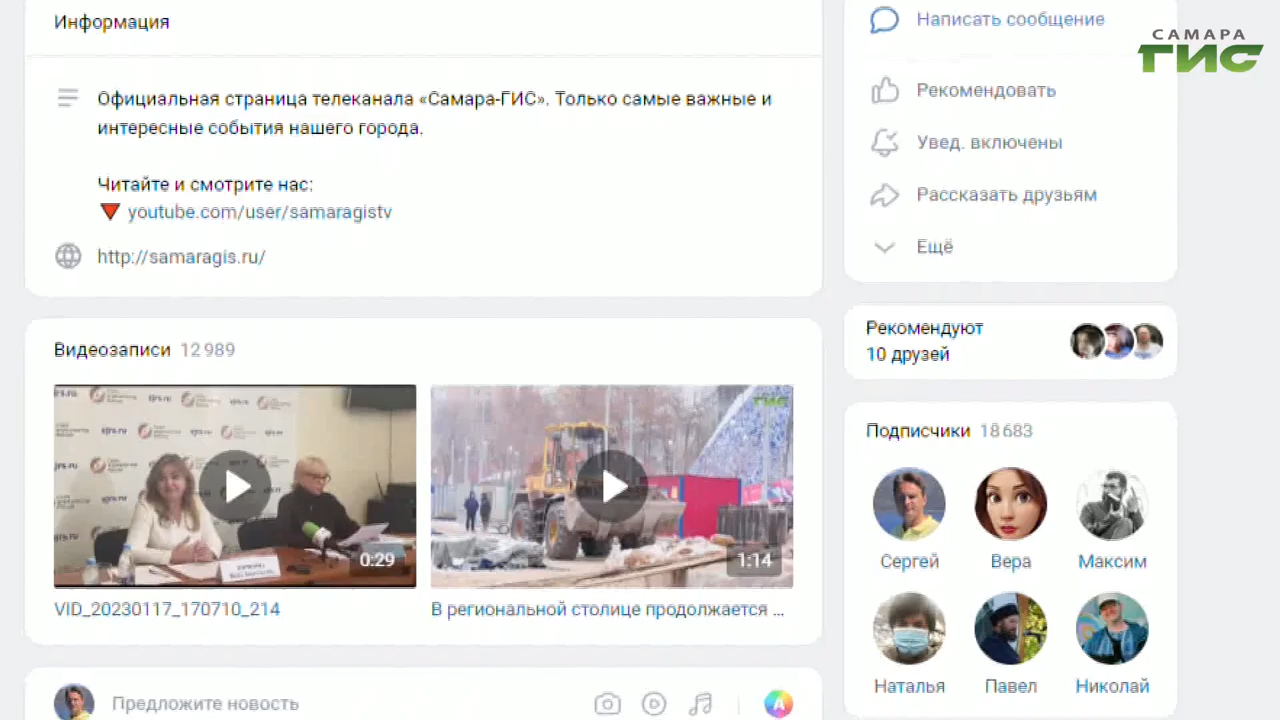 Информация
Официальная страница телеканала «Самара-ГИС». Только самые важные и
интересные события нашего города.
Читайте и смотрите нас:
youtube.com/user/samaragistv
http://samaragis.ru/
Видеозаписи 12 989
0:29
1:14
VID_20230117_170710_214
В региональной столице продолжается ...
Предложите новость
Написать сообщение
САМАРА
ГИС
Рекомендовать
Увед. включены
Рассказать друзьям
Ещё
Рекомендуют
10 друзей
Подписчики 18 683
Сергей
Вера
Максим
Наталья
Павел
Николай